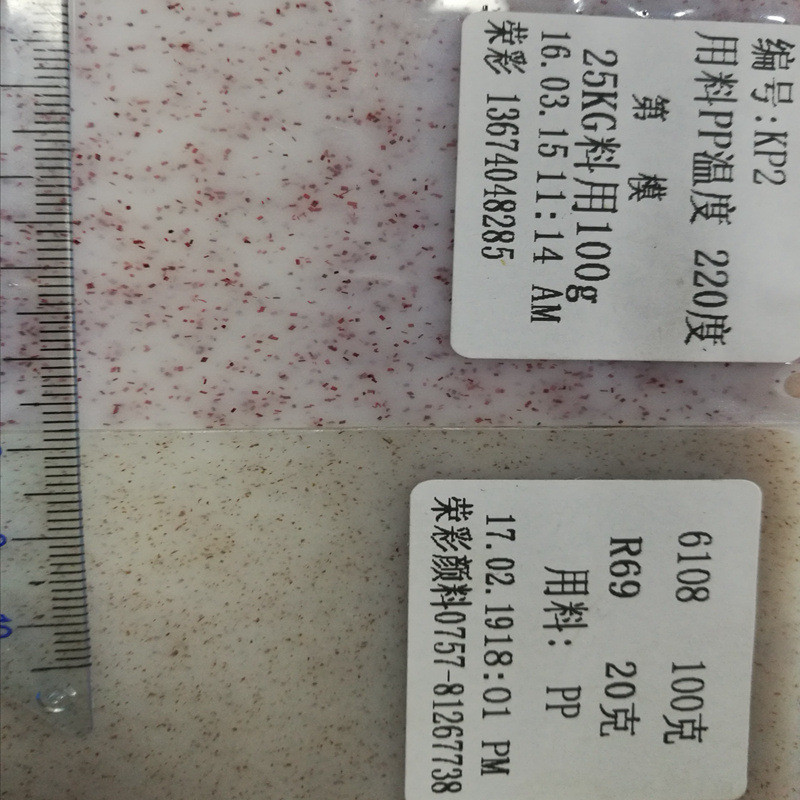 编号:KP2
用料PP温度 220度
第 模
25KG料用100g
16.03.15 11:14 AM
荣彩 13674048285
6108 100克
R69 20克
用料: PP
17.02.19 18:01 PM
荣彩颜料0757-81267738